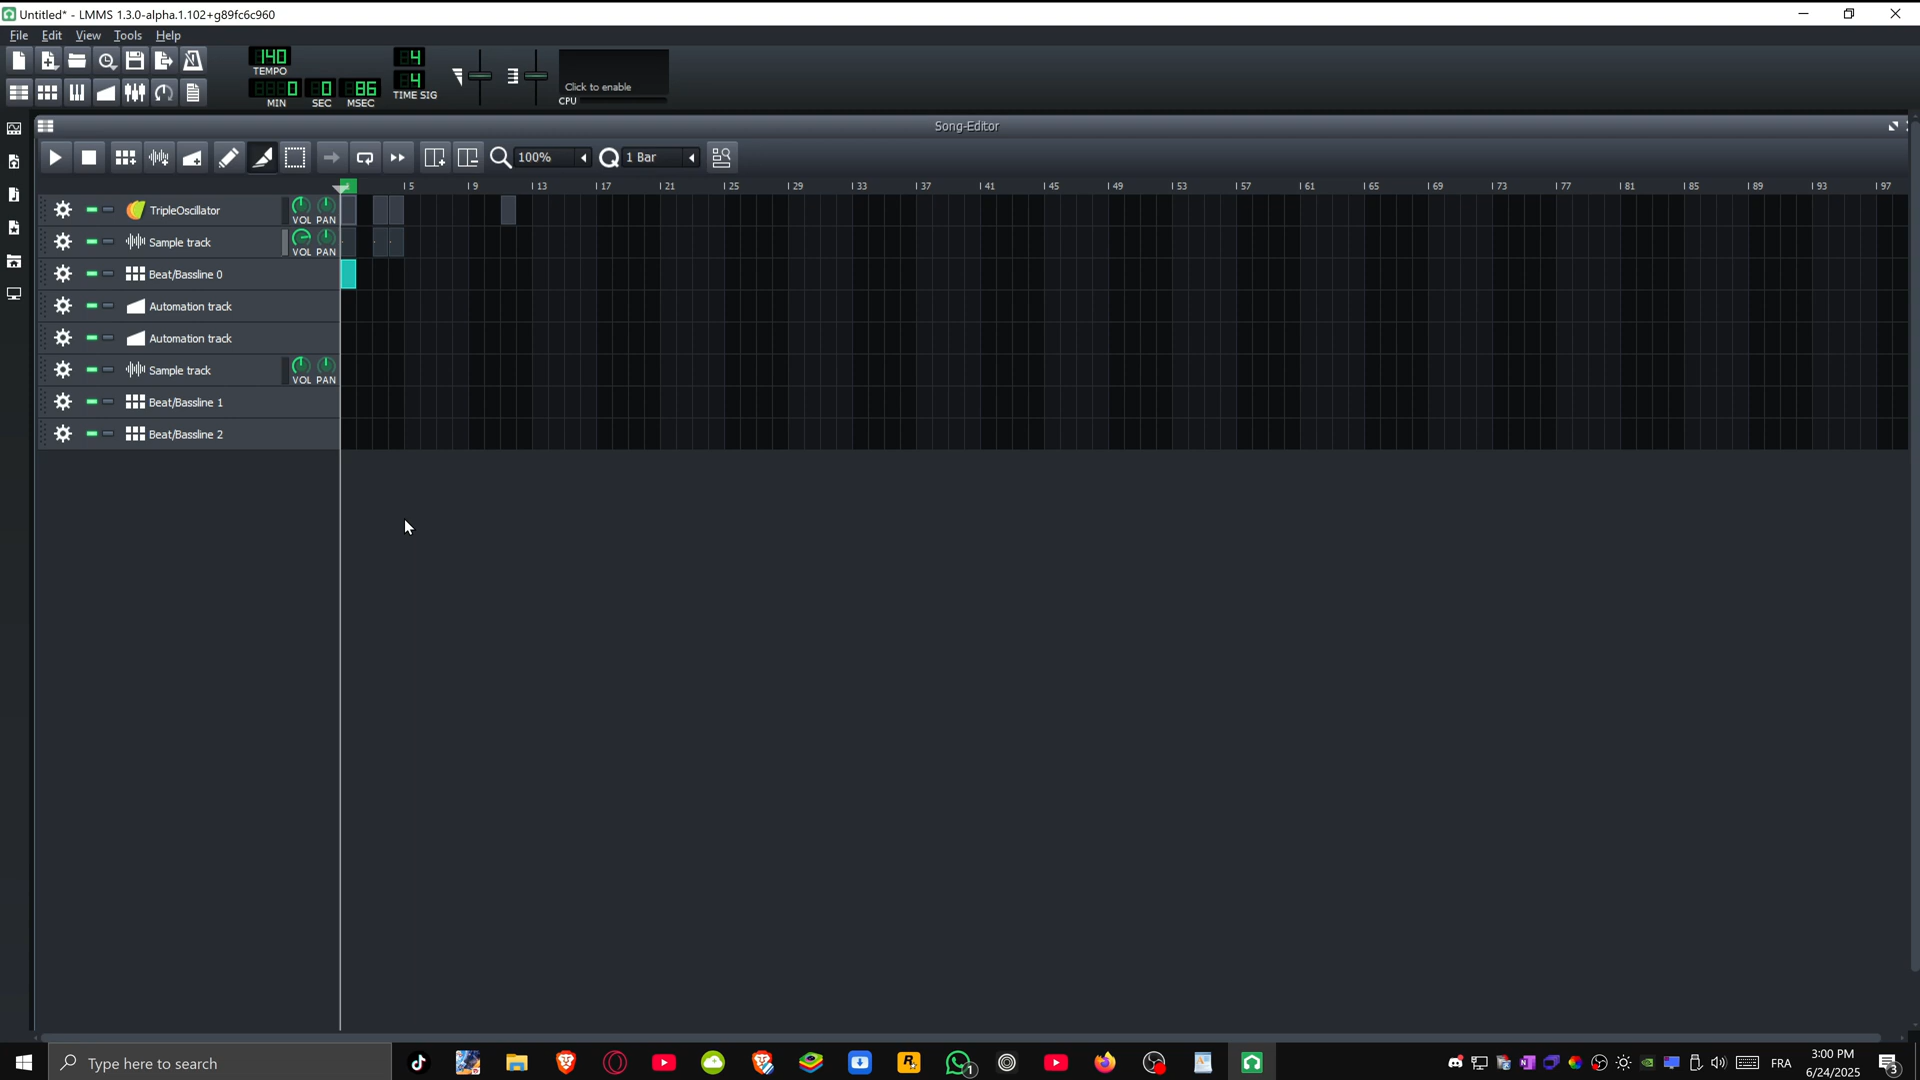 Untitled* - LMMS 1.3.0-alpha.1.102+g89fc6c960
File Edit View Tools Help
140
TEMPO
0 0 86
MIN SEC MSEC
4
4
TIME SIG
Click to enable
CPU
Song-Editor
100% 1 Bar
5 9 13 17 21 25 29 33 37 41 45 49 53 57 61 65 69 73 77 81 85 89 93 97
TripleOscillator VOL PAN
Sample track VOL PAN
Beat/Bassline 0
Automation track
Automation track
Sample track VOL PAN
Beat/Bassline 1
Beat/Bassline 2
Type here to search
1
FRA
3:00 PM
6/24/2025
3